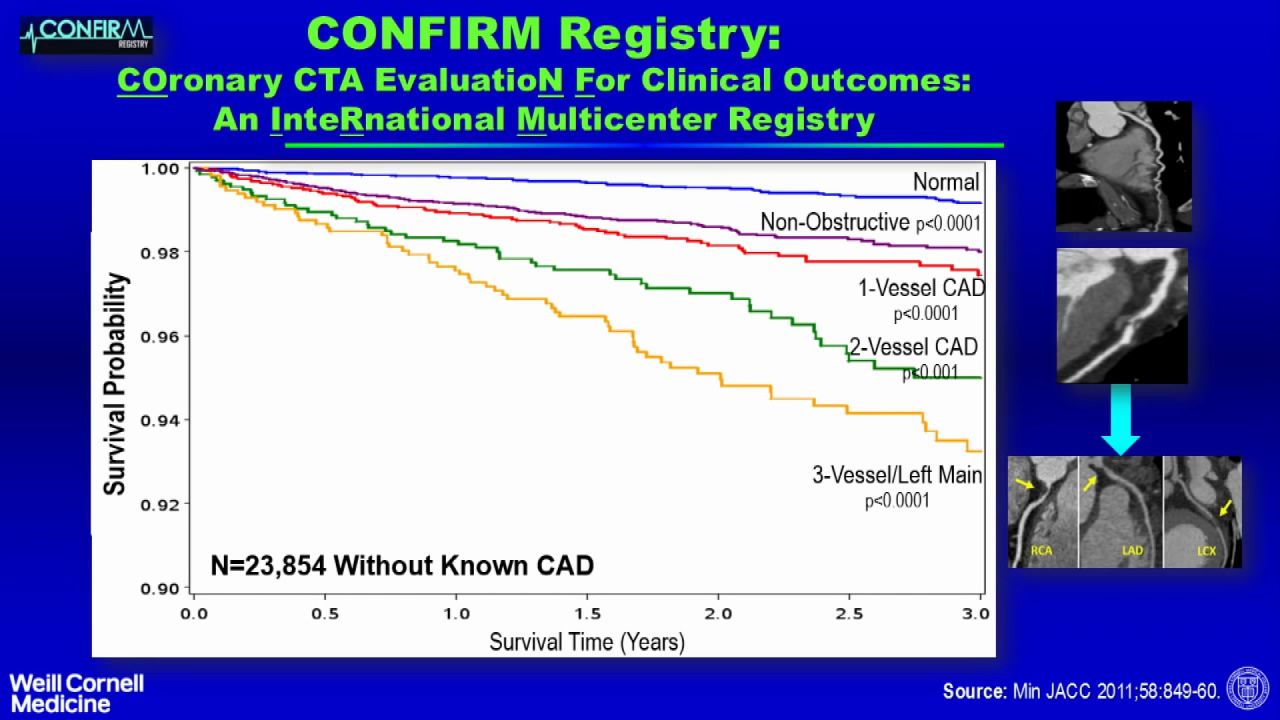 CONFIRM
REGISTRY
CONFIRM Registry:
COronary CTA EvaluatioN For Clinical Outcomes:
An InteRnational Multicenter Registry
1.00
0.98
0.96
0.94
0.92
0.90
Survival Probability
Normal
Non-Obstructive p<0.0001
1-Vessel CAD
p<0.0001
2-Vessel CAD
p<0.001
3-Vessel/Left Main
p<0.0001
N=23,854 Without Known CAD
0.0 0.5 1.0 1.5 2.0 2.5 3.0
Survival Time (Years)
RCA LAD LCX
Weill Cornell
Medicine
Source: Min JACC 2011;58:849-60.